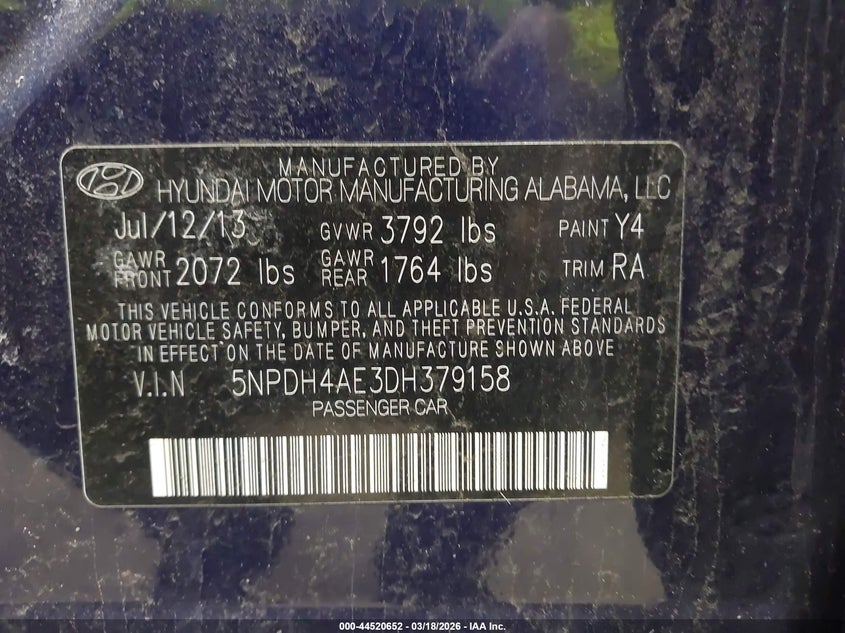 MANUFACTURED BY
HYUNDAI MOTOR MANUFACTURING ALABAMA, LLC
Jul/12/13 GVWR 3792 lbs PAINT Y4
GAWR FRONT 2072 lbs GAWR REAR 1764 lbs TRIM RA
THIS VEHICLE CONFORMS TO ALL APPLICABLE U.S.A. FEDERAL
MOTOR VEHICLE SAFETY, BUMPER, AND THEFT PREVENTION STANDARDS
IN EFFECT ON THE DATE OF MANUFACTURE SHOWN ABOVE
V.I.N 5NPDH4AE3DH379158
PASSENGER CAR
000-44520652 - 03/18/2026 - IAA Inc.